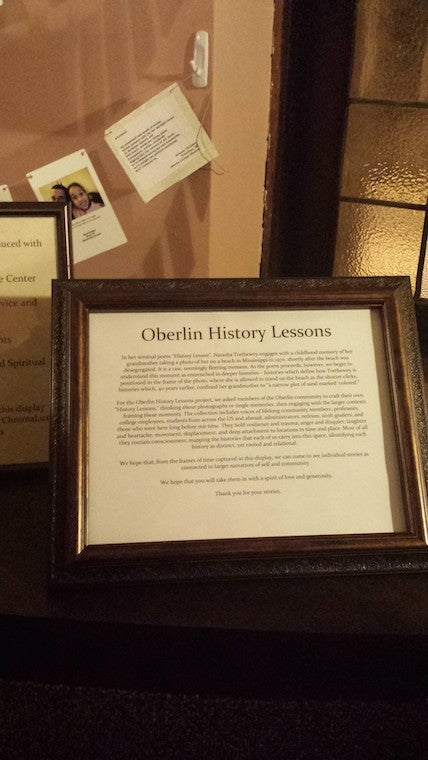 uced with
e Center
rvice and
nts
d Spiritual
this display
ChromaLux
Oberlin History Lessons
In her seminal poem "History Lesson", Natasha Trethewey engages with a childhood memory of her
grandmother taking a photo of her on a beach in Mississippi in 1970, shortly after the beach was
desegregated. It is a raw, seemingly fleeting moment. As the poem proceeds, however, we begin to
understand this moment as entrenched in deeper histories - histories which define how Trethewey is
positioned in the frame of the photo, where she is allowed to stand on the beach as the shutter clicks;
histories which, 40 years earlier, confined her grandmother to "a narrow plot of sand marked 'colored.'"
For the Oberlin History Lessons project, we asked members of the Oberlin community to craft their own
"History Lessons," thinking about photographs or single memories, then engaging with the larger contexts
framing these moments. The collection includes voices of lifelong community members, professors,
college employees, students from across the US and abroad, administrators, retirees, sixth graders, and
those who were here long before our time. They hold resilience and trauma; anger and disquiet; laughter
and heartache; movement, displacement, and deep attachment to locations in time and place. Most of all
they contain consciousness; mapping the histories that each of us carry into this space, identifying each
history as distinct, yet rooted and relational.
We hope that, from the frames of time captured in this display, we can come to see individual stories as
connected to larger narratives of self and community.
We hope that you will take them in with a spirit of love and generosity.
Thank you for your stories.